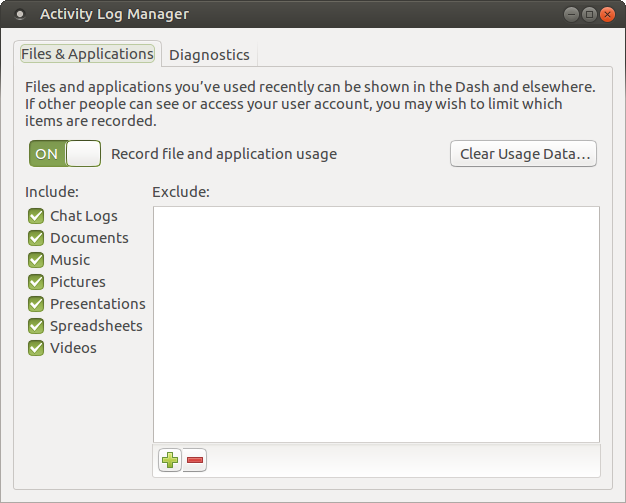 Activity Log Manager
Files & Applications
Diagnostics
Files and applications you’ve used recently can be shown in the Dash and elsewhere.
If other people can see or access your user account, you may wish to limit which
items are recorded.
ON
Record file and application usage
Clear Usage Data…
Include:
Exclude:
Chat Logs
Documents
Music
Pictures
Presentations
Spreadsheets
Videos